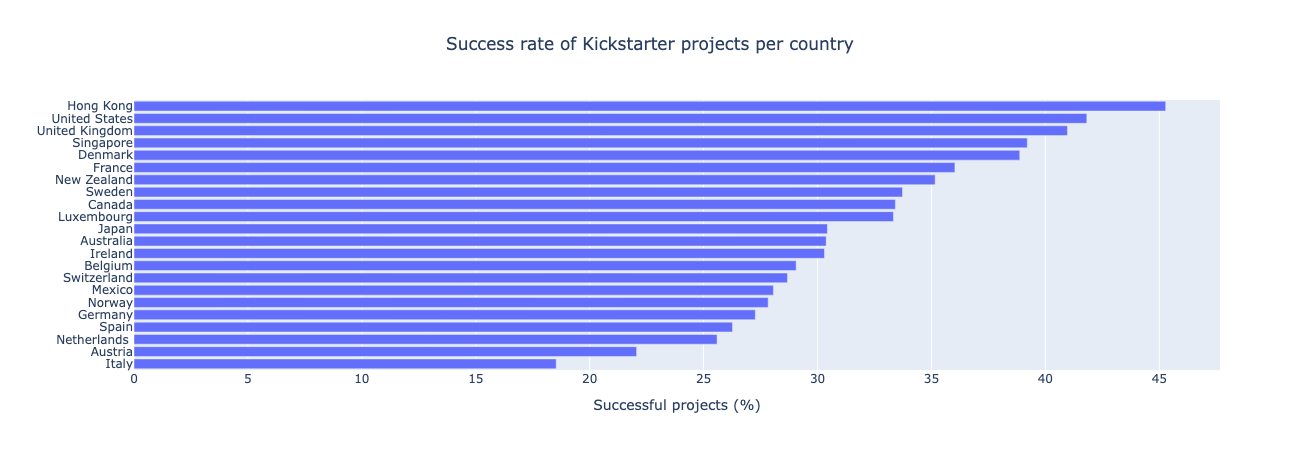 Success rate of Kickstarter projects per country
Hong Kong
United States
United Kingdom
Singapore
Denmark
France
New Zealand
Sweden
Canada
Luxembourg
Japan
Australia
Ireland
Belgium
Switzerland
Mexico
Norway
Germany
Spain
Netherlands
Austria
Italy
0 5 10 15 20 25 30 35 40 45
Successful projects (%)